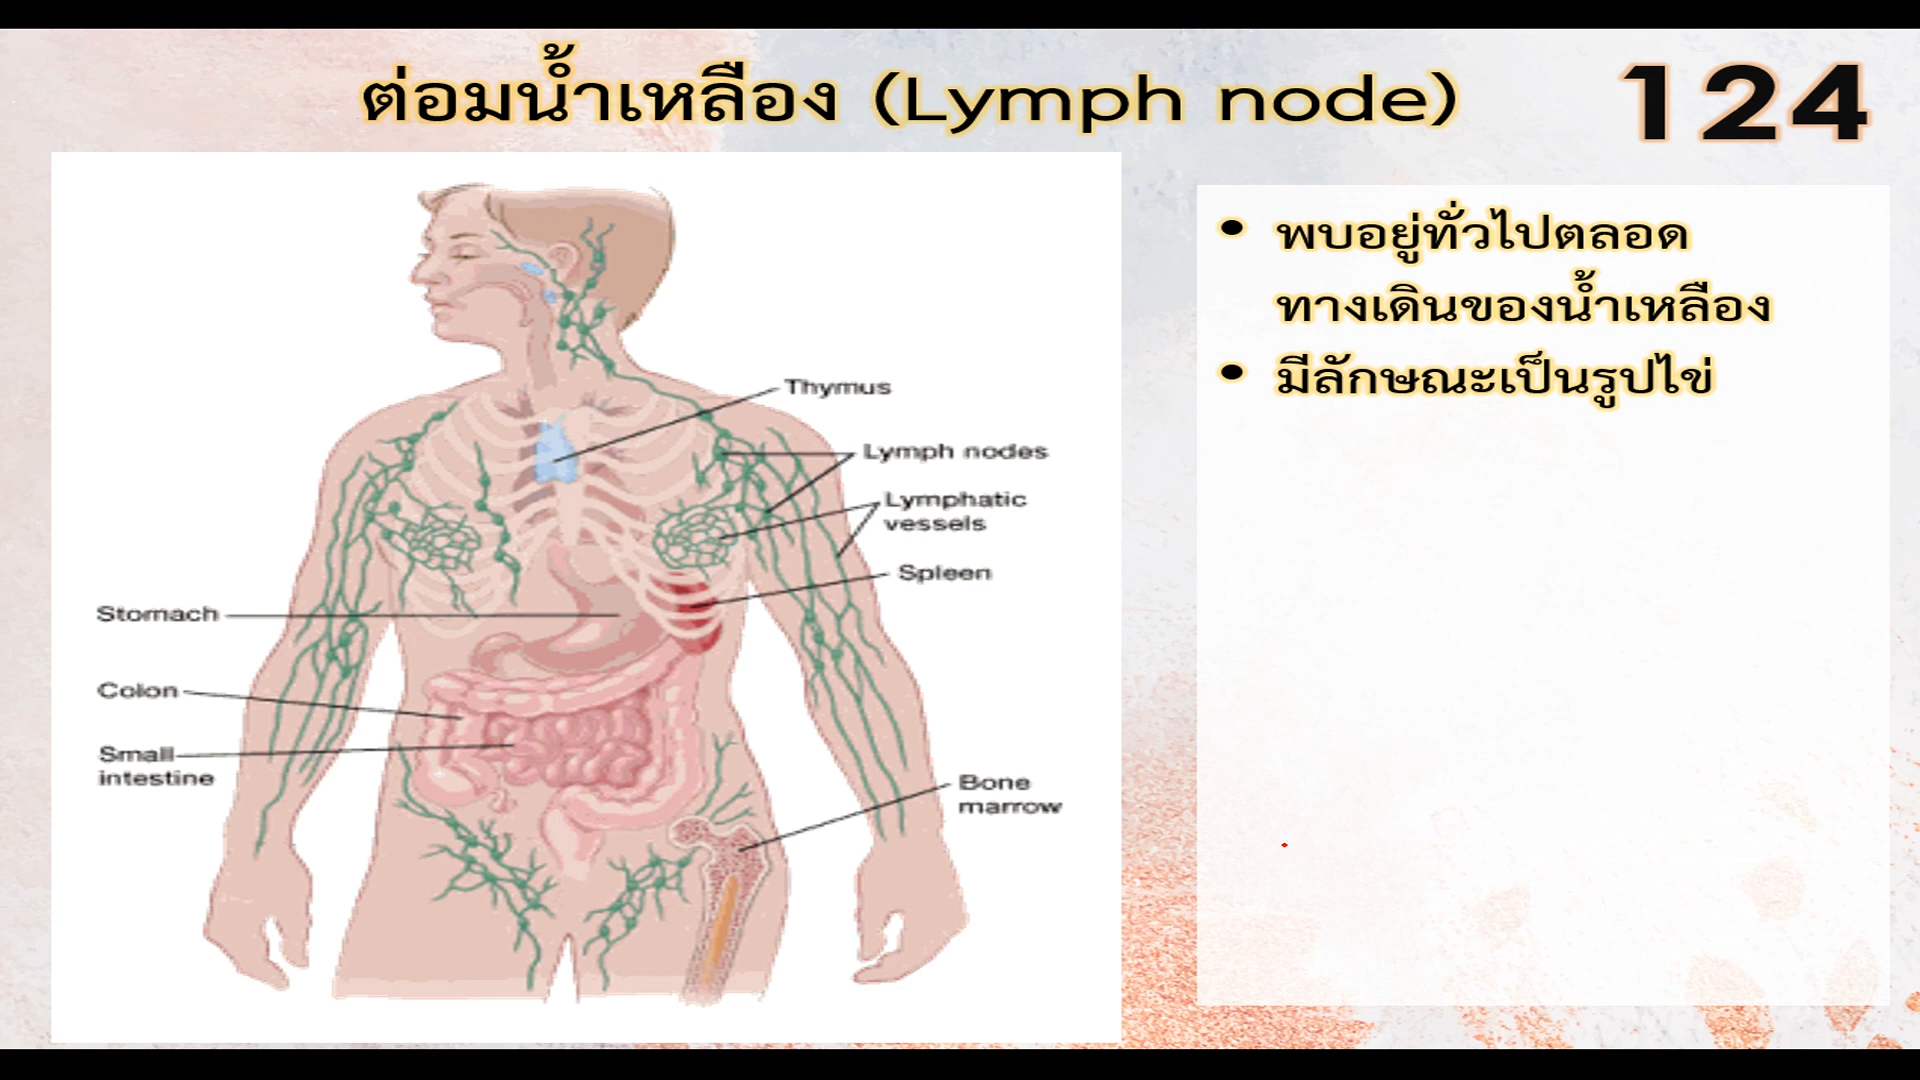 ต่อมน้ำเหลือง (Lymph node)
124
• พบอยู่ทั่วไปตลอด
ทางเดินของน้ำเหลือง
• มีลักษณะเป็นรูปไข่
Thymus
Lymph nodes
Lymphatic
vessels
Spleen
Stomach
Colon
Small
intestine
Bone
marrow